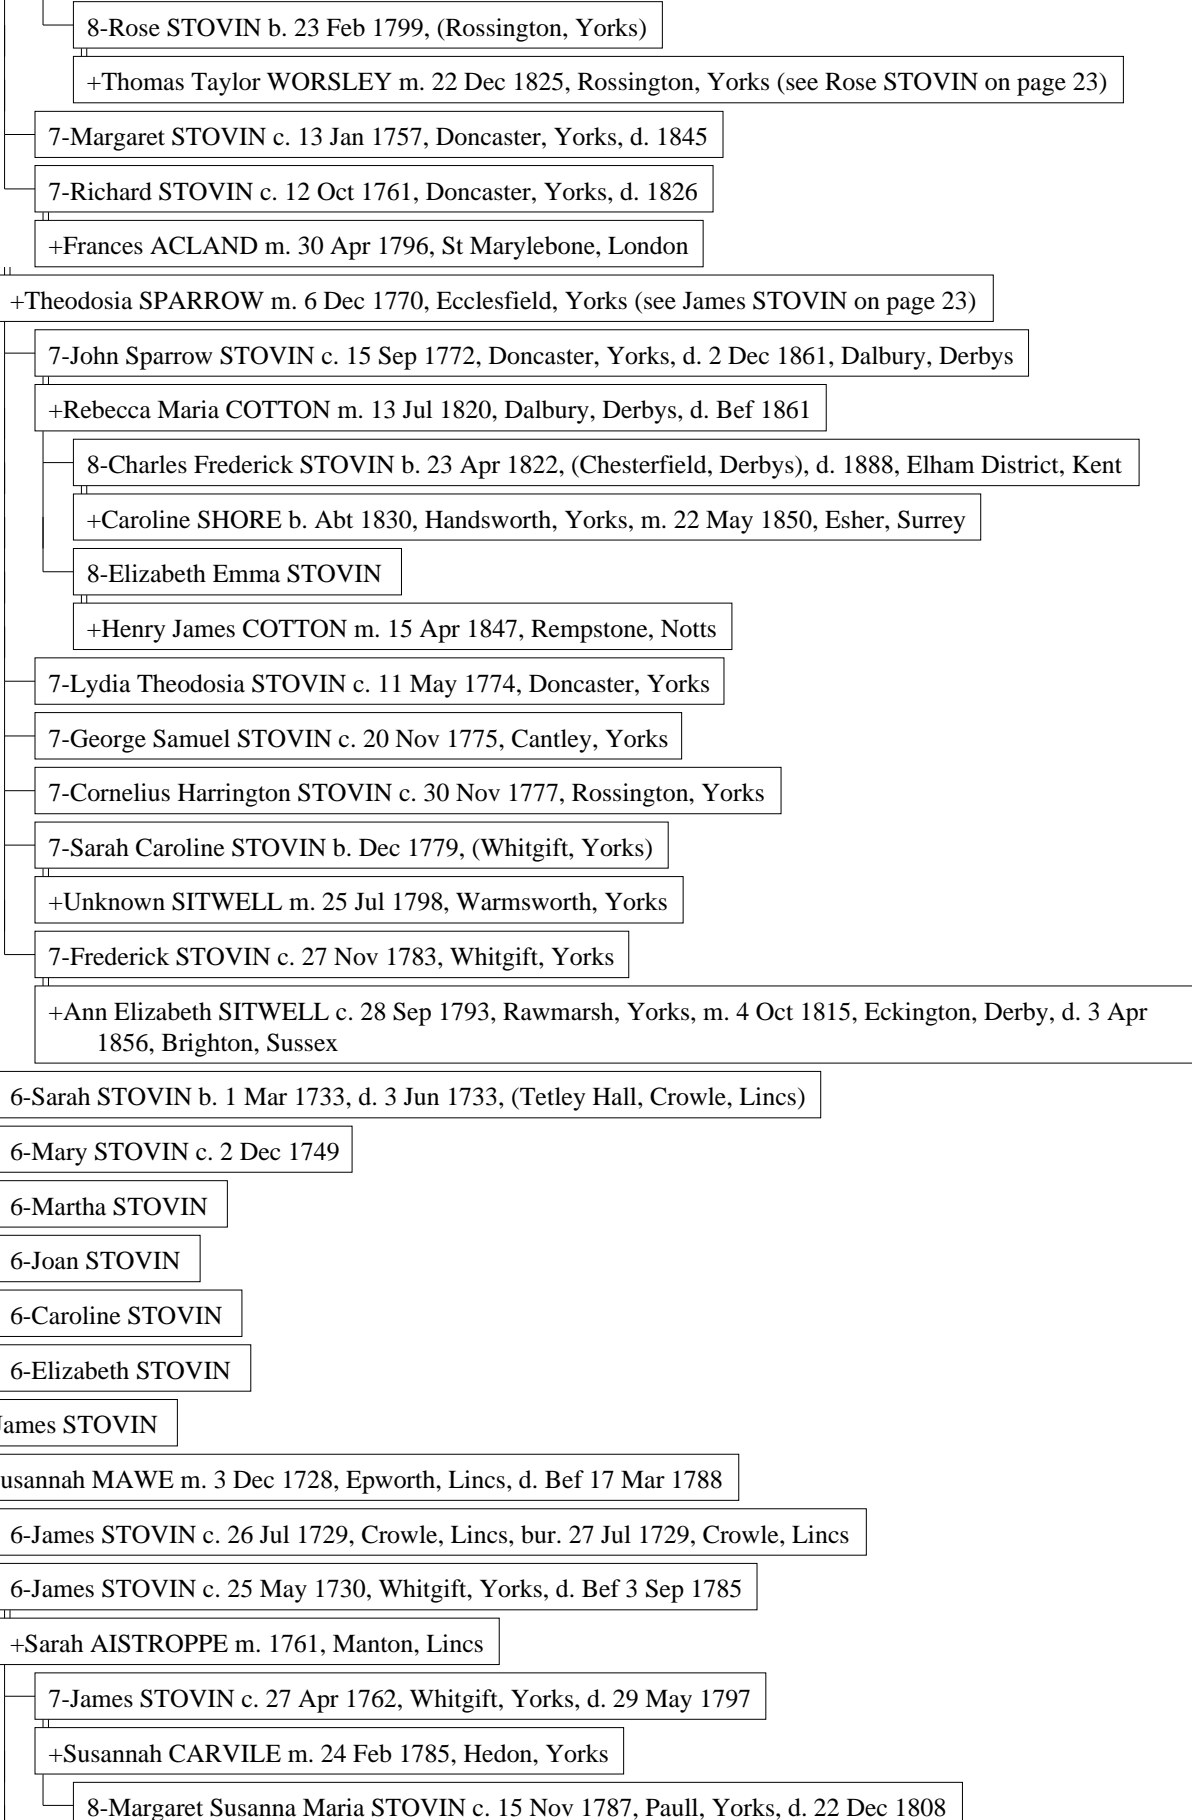 8-Rose STOVIN b. 23 Feb 1799, (Rossington, Yorks)
+Thomas Taylor WORSLEY m. 22 Dec 1825, Rossington, Yorks (see Rose STOVIN on page 23)
7-Margaret STOVIN c. 13 Jan 1757, Doncaster, Yorks, d. 1845
7-Richard STOVIN c. 12 Oct 1761, Doncaster, Yorks, d. 1826
+Frances ACLAND m. 30 Apr 1796, St Marylebone, London
+Theodosia SPARROW m. 6 Dec 1770, Ecclesfield, Yorks (see James STOVIN on page 23)
7-John Sparrow STOVIN c. 15 Sep 1772, Doncaster, Yorks, d. 2 Dec 1861, Dalbury, Derbys
+Rebecca Maria COTTON m. 13 Jul 1820, Dalbury, Derbys, d. Bef 1861
8-Charles Frederick STOVIN b. 23 Apr 1822, (Chesterfield, Derbys), d. 1888, Elham District, Kent
+Caroline SHORE b. Abt 1830, Handsworth, Yorks, m. 22 May 1850, Esher, Surrey
8-Elizabeth Emma STOVIN
+Henry James COTTON m. 15 Apr 1847, Rempstone, Notts
7-Lydia Theodosia STOVIN c. 11 May 1774, Doncaster, Yorks
7-George Samuel STOVIN c. 20 Nov 1775, Cantley, Yorks
7-Cornelius Harrington STOVIN c. 30 Nov 1777, Rossington, Yorks
7-Sarah Caroline STOVIN b. Dec 1779, (Whitgift, Yorks)
+Unknown SITWELL m. 25 Jul 1798, Warmsworth, Yorks
7-Frederick STOVIN c. 27 Nov 1783, Whitgift, Yorks
+Ann Elizabeth SITWELL c. 28 Sep 1793, Rawmarsh, Yorks, m. 4 Oct 1815, Eckington, Derby, d. 3 Apr
1856, Brighton, Sussex
6-Sarah STOVIN b. 1 Mar 1733, d. 3 Jun 1733, (Tetley Hall, Crowle, Lincs)
6-Mary STOVIN c. 2 Dec 1749
6-Martha STOVIN
6-Joan STOVIN
6-Caroline STOVIN
6-Elizabeth STOVIN
James STOVIN
usannah MAWE m. 3 Dec 1728, Epworth, Lincs, d. Bef 17 Mar 1788
6-James STOVIN c. 26 Jul 1729, Crowle, Lincs, bur. 27 Jul 1729, Crowle, Lincs
6-James STOVIN c. 25 May 1730, Whitgift, Yorks, d. Bef 3 Sep 1785
+Sarah AISTROPPE m. 1761, Manton, Lincs
7-James STOVIN c. 27 Apr 1762, Whitgift, Yorks, d. 29 May 1797
+Susannah CARVILE m. 24 Feb 1785, Hedon, Yorks
8-Margaret Susanna Maria STOVIN c. 15 Nov 1787, Paull, Yorks, d. 22 Dec 1808